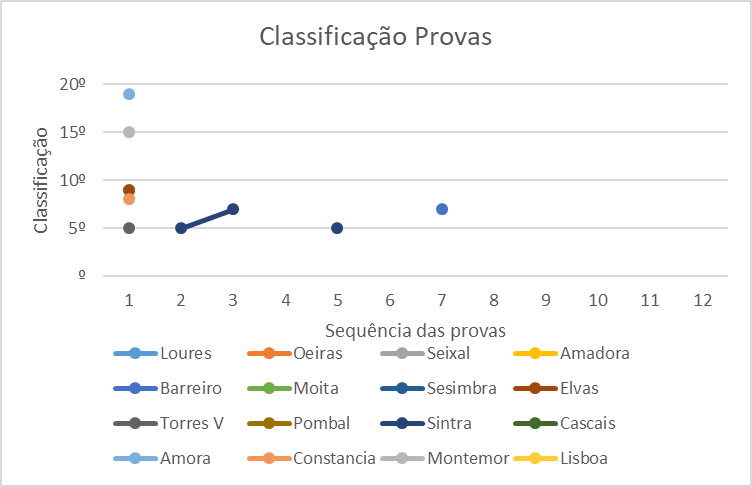 Classificação Provas
20º
15º
10º
5º
º
Classificação
1 2 3 4 5 6 7 8 9 10 11 12
Sequência das provas
Loures Oeiras Seixal Amadora
Barreiro Moita Sesimbra Elvas
Torres V Pombal Sintra Cascais
Amora Constancia Montemor Lisboa